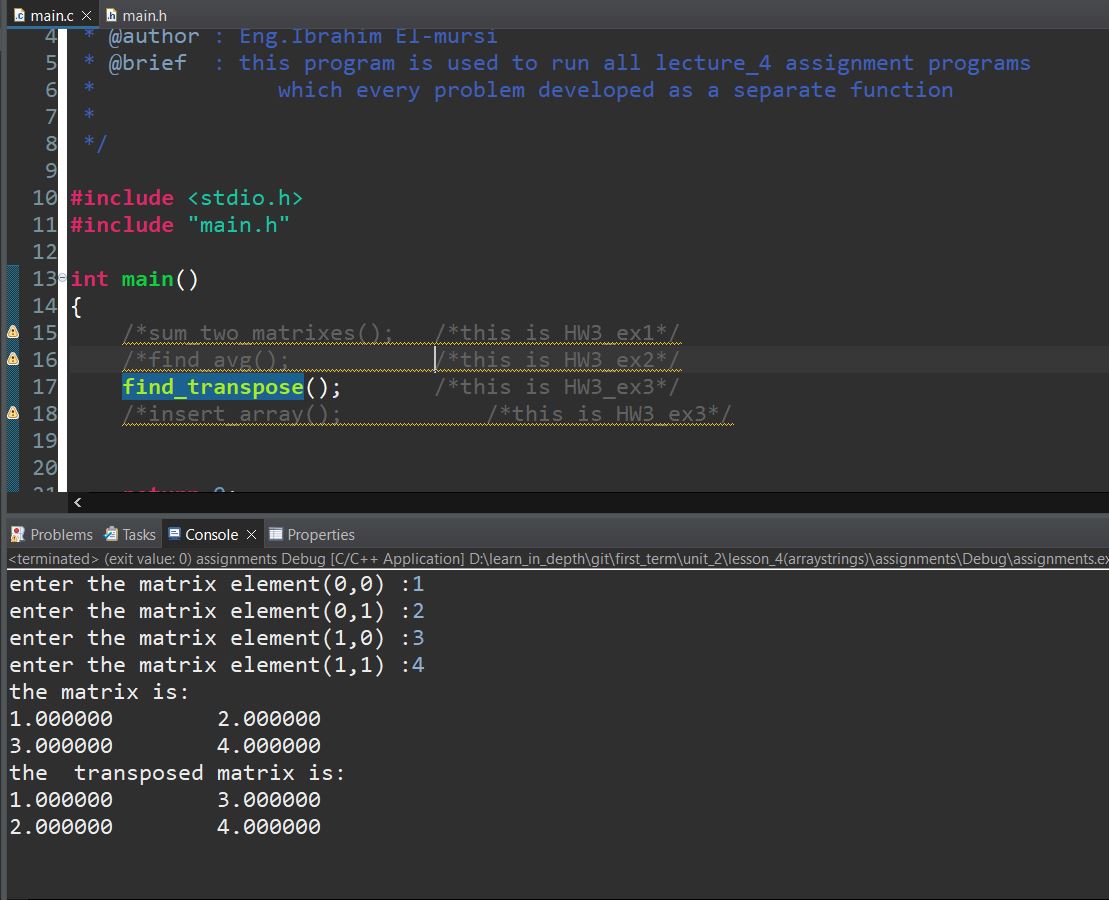 main.c main.h
4 * @author : Eng.Ibrahim El-mursi
5 * @brief : this program is used to run all lecture_4 assignment programs
6 * which every problem developed as a separate function
7 *
8 */
9
10 #include <stdio.h>
11 #include "main.h"
12
13 int main()
14 {
15 /*sum_two_matrixes(); /*this is HW3_ex1*/
16 /*find_avg(); /*this is HW3_ex2*/
17 find_transpose(); /*this is HW3_ex3*/
18 /*insert_array(); /*this is HW3_ex3*/
19
20
21 return 0;
Problems Tasks Console Properties
<terminated> (exit value: 0) assignments Debug [C/C++ Application] D:\learn_in_depth\git\first_term\unit_2\lesson_4(arraystrings)\assignments\Debug\assignments.ex
enter the matrix element(0,0) :1
enter the matrix element(0,1) :2
enter the matrix element(1,0) :3
enter the matrix element(1,1) :4
the matrix is:
1.000000 2.000000
3.000000 4.000000
the  transposed matrix is:
1.000000 3.000000
2.000000 4.000000